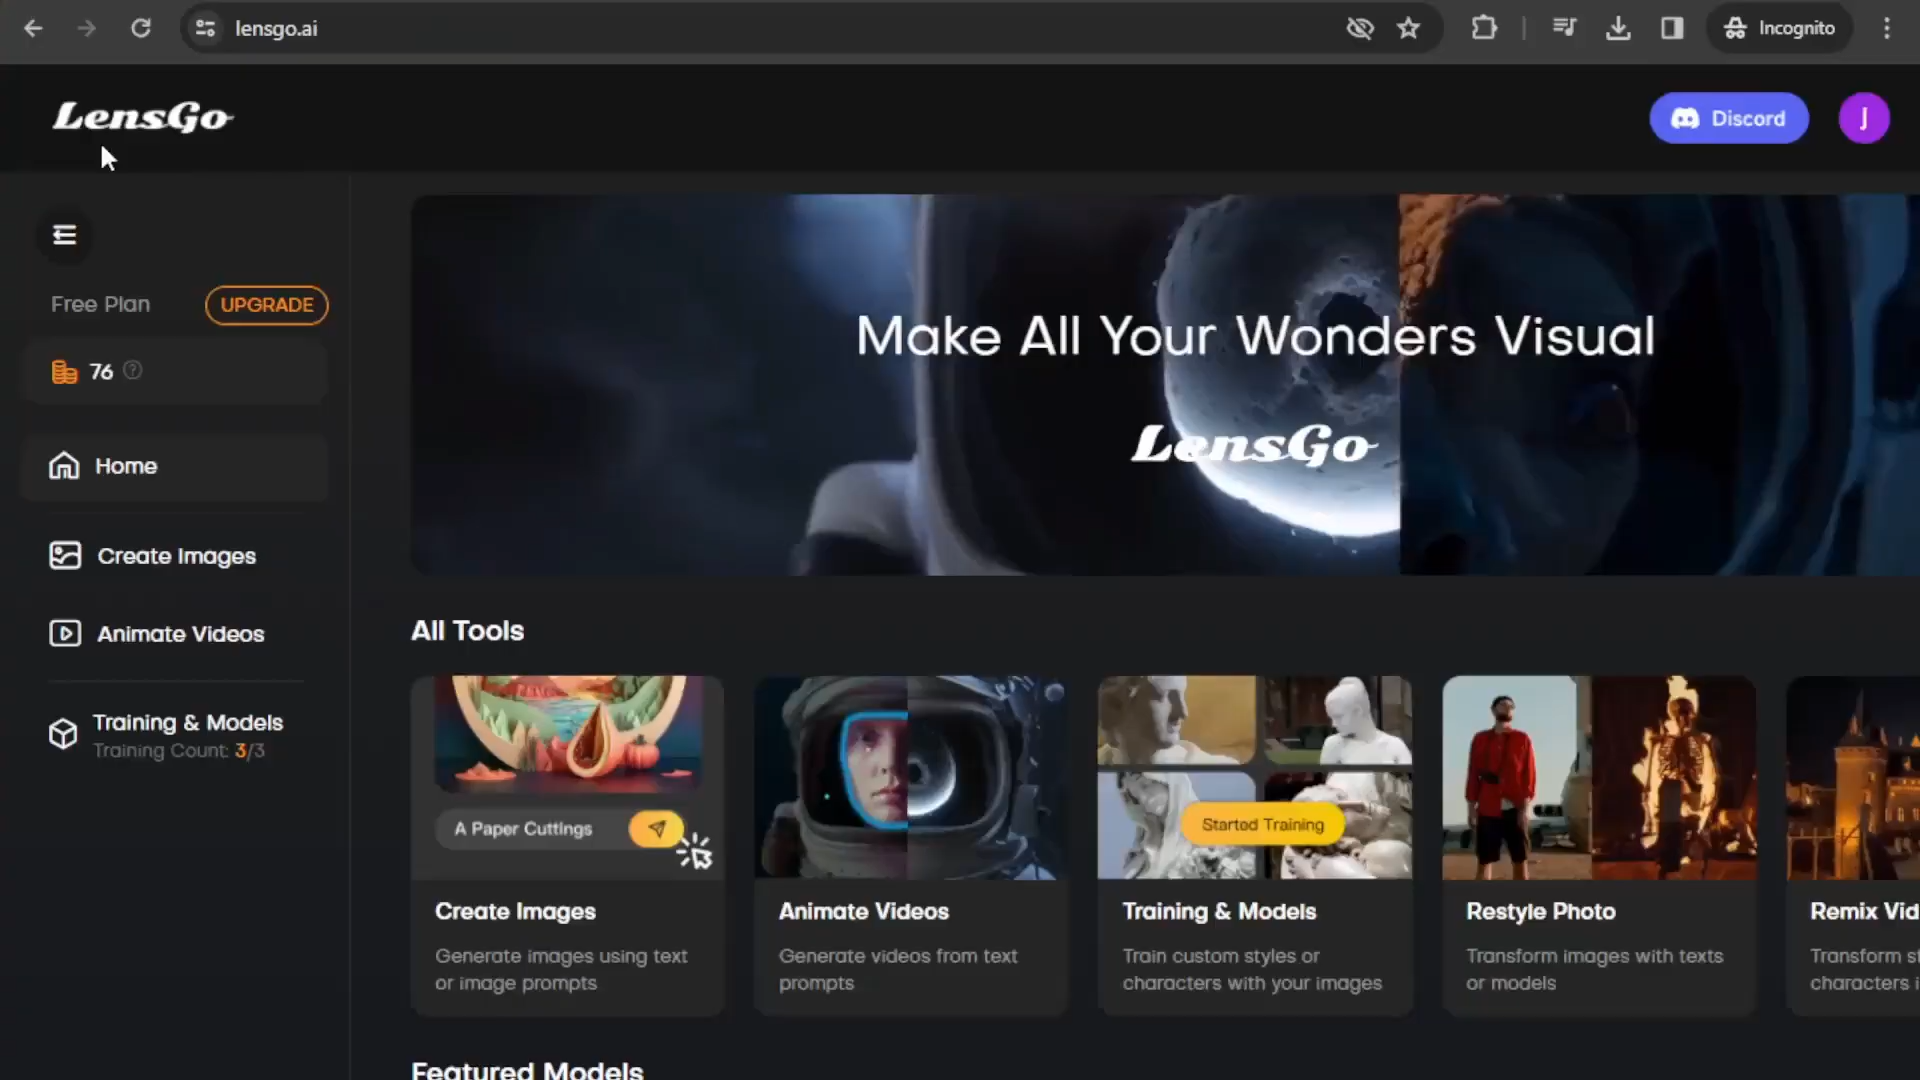 lensgo.ai
Incognito
LensGo
Discord
J
Free Plan
UPGRADE
76
Home
Create Images
Animate Videos
Training & Models
Training Count: 3/3
Make All Your Wonders Visual
LensGo
All Tools
A Paper Cuttings
Create Images
Generate images using text
or image prompts
Animate Videos
Generate videos from text
prompts
Started Training
Training & Models
Train custom styles or
characters with your images
Restyle Photo
Transform images with texts
or models
Remix Vid
Transform st
characters i
Featured Models